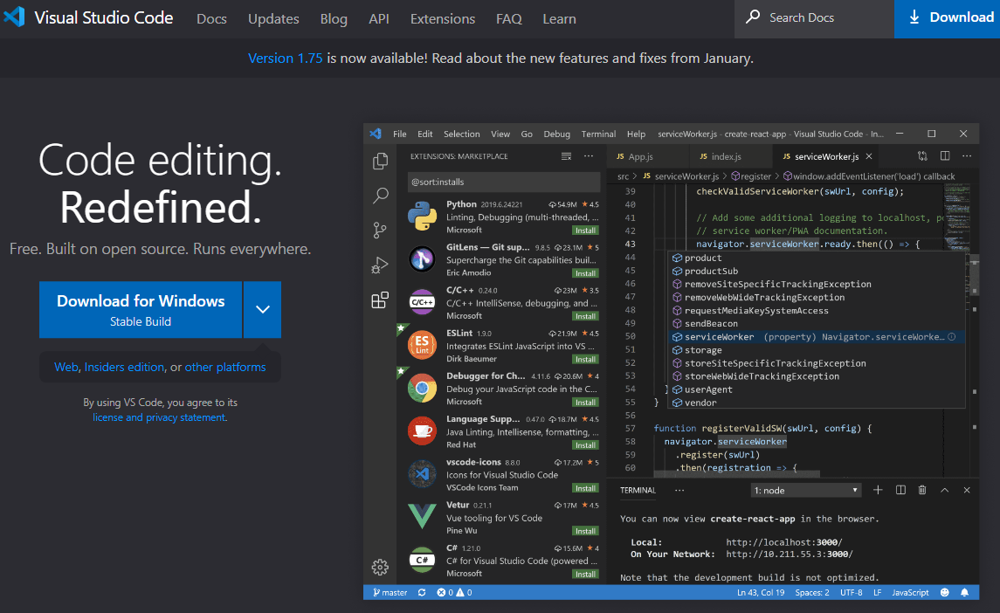 Visual Studio Code Docs Updates Blog API Extensions FAQ Learn Search Docs Download
Version 1.75 is now available! Read about the new features and fixes from January.
Code editing.
Redefined.
Free. Built on open source. Runs everywhere.
Download for Windows
Stable Build
Web, Insiders edition, or other platforms
By using VS Code, you agree to its
license and privacy statement.
File Edit Selection View Go Debug Terminal Help serviceWorker.js - create-react-app - Visual Studio Code - In...
EXTENSIONS: MARKETPLACE
@sort:installs
Python 2019.6.24221 54.9M 4.5
Linting, Debugging (multi-threaded, ...
Microsoft Install
GitLens — Git sup... 9.8.5 23.1M 5
Supercharge the Git capabilities buil...
Eric Amodio Install
C/C++
C/C++ 0.24.0 23M 3.5
C/C++ IntelliSense, debugging, and ...
Microsoft Install
ES
Lint
ESLint 1.9.0 21.9M 4.5
Integrates ESLint JavaScript into VS ...
Dirk Baeumer Install
Debugger for Ch... 4.11.6 20.6M 4
Debug your JavaScript code in the C...
Microsoft Install
Language Supp... 0.47.0 18.7M 4.5
Java Linting, Intellisense, formatting, ...
Red Hat Install
vscode-icons 8.8.0 17.2M 5
Icons for Visual Studio Code
VSCode Icons Team Install
Vetur 0.21.1 17M 4.5
Vue tooling for VS Code
Pine Wu Install
C#
C# 1.21.0 15.6M 4
C# for Visual Studio Code (powered ...
Microsoft Install
JS App.js JS index.js JS serviceWorker.js
src > JS serviceWorker.js > register > window.addEventListener('load') callback
39 checkValidServiceWorker(swUrl, config);
40
41 // Add some additional logging to localhost, po
42 // service worker/PWA documentation.
43 navigator.serviceWorker.ready.then(() => {
44 product
45 productSub
46 removeSiteSpecificTrackingException
47 removeWebWideTrackingException
48 requestMediaKeySystemAccess
49 sendBeacon
50 serviceWorker (property) Navigator.serviceWorke...
51 storage
52 storeSiteSpecificTrackingException
53 storeWebWideTrackingException
54 } userAgent
55 } vendor
56
57 function registerValidSW(swUrl, config) {
58 navigator.serviceWorker
59 .register(swUrl)
60 .then(registration => {
TERMINAL ... 1: node
You can now view create-react-app in the browser.
Local: http://localhost:3000/
On Your Network: http://10.211.55.3:3000/
Note that the development build is not optimized.
master 0 0 Ln 43, Col 19 Spaces: 2 UTF-8 LF JavaScript